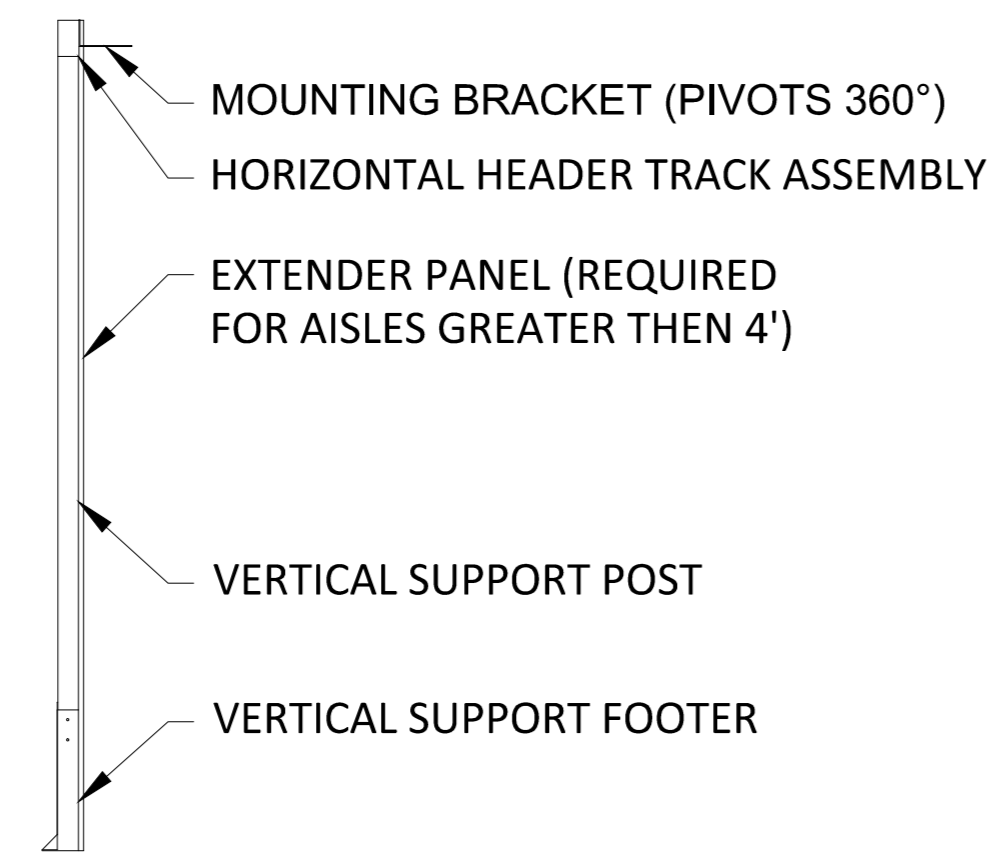 MOUNTING BRACKET (PIVOTS 360°)
HORIZONTAL HEADER TRACK ASSEMBLY
EXTENDER PANEL (REQUIRED
FOR AISLES GREATER THEN 4')
VERTICAL SUPPORT POST
VERTICAL SUPPORT FOOTER